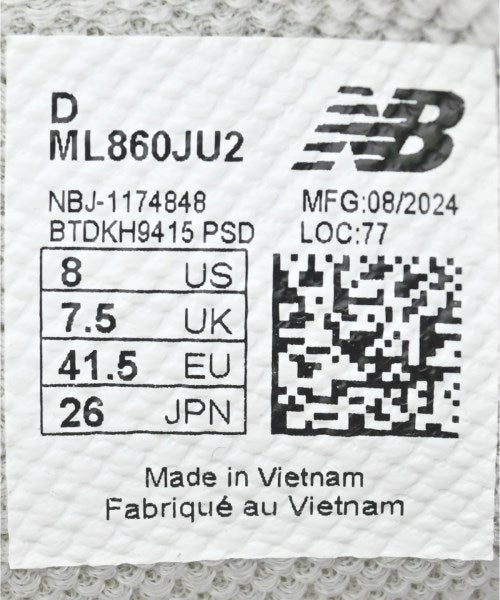 D
ML860JU2
NB
NBJ-1174848
MFG:08/2024
BTDKH9415 PSD
LOC:77
8 US
7.5 UK
41.5 EU
26 JPN
Made in Vietnam
Fabriqué au Vietnam